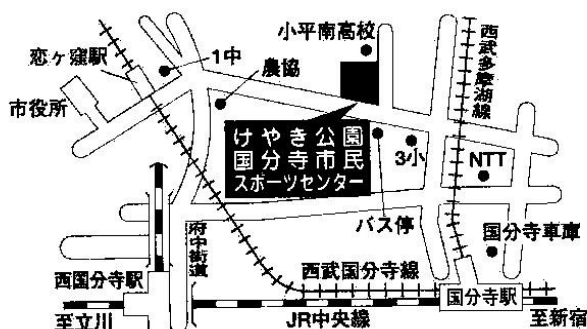 小平南高校
恋ヶ窪駅
1中
農協
西武多摩湖線
市役所
けやき公園
国分寺市民
スポーツセンター
3小
NTT
バス停
国分寺車庫
府中街道
西武国分寺線
西国分寺駅
国分寺駅
至立川
JR中央線
至新宿